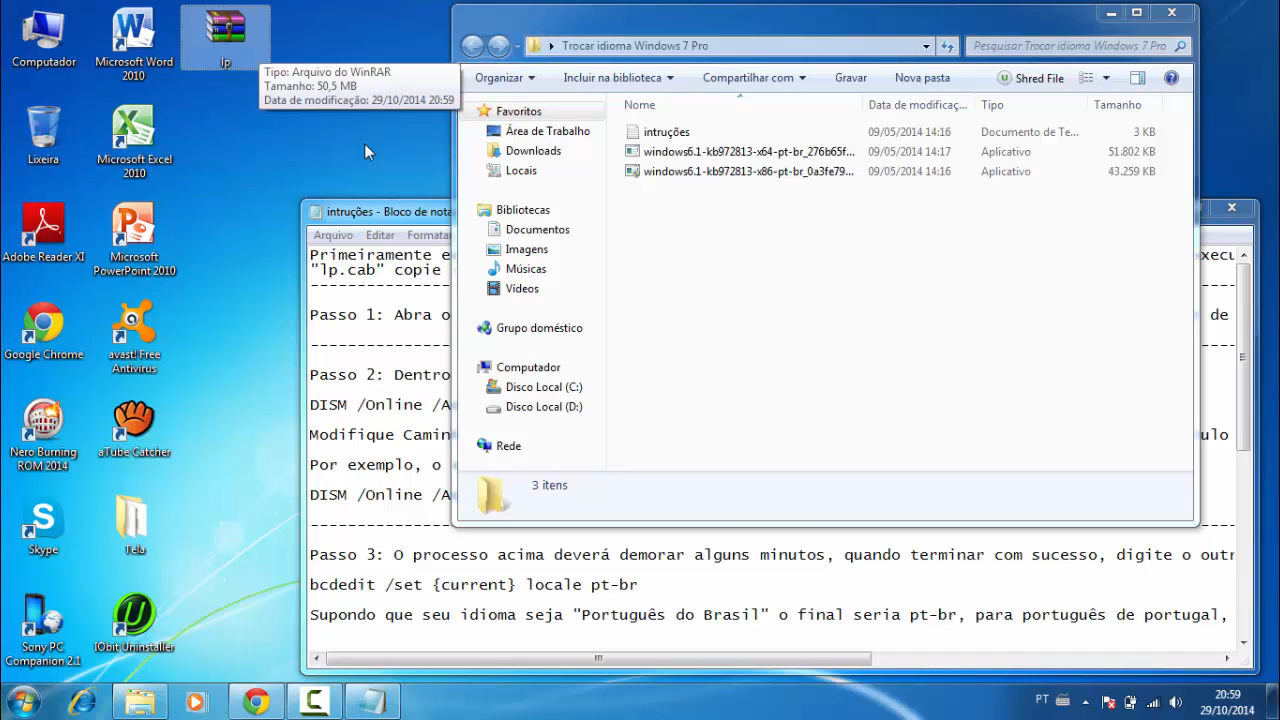 Computador
Microsoft Word 2010
lp
Tipo: Arquivo do WinRAR
Tamanho: 50,5 MB
Data de modificação: 29/10/2014 20:59
Lixeira
Microsoft Excel 2010
Adobe Reader XI
Microsoft PowerPoint 2010
Google Chrome
avast! Free Antivirus
Nero Burning ROM 2014
aTube Catcher
Skype
Tela
Sony PC Companion 2.1
IObit Uninstaller
Trocar idioma Windows 7 Pro
Pesquisar Trocar idioma Windows 7 Pro
Organizar
Incluir na biblioteca
Compartilhar com
Gravar
Nova pasta
Shred File
Favoritos
Área de Trabalho
Downloads
Locais
Bibliotecas
Documentos
Imagens
Músicas
Vídeos
Grupo doméstico
Computador
Disco Local (C:)
Disco Local (D:)
Rede
Nome Data de modificaç... Tipo Tamanho
intruções 09/05/2014 14:16 Documento de Te... 3 KB
windows6.1-kb972813-x64-pt-br_276b65f... 09/05/2014 14:17 Aplicativo 51.802 KB
windows6.1-kb972813-x86-pt-br_0a3fe79... 09/05/2014 14:16 Aplicativo 43.259 KB
3 itens
intruções - Bloco de nota
Arquivo Editar Formatar
Primeiramente e
"lp.cab" copie
Passo 1: Abra o de
Passo 2: Dentro
DISM /Online /A
Modifique Camin ulo
Por exemplo, o
DISM /Online /A
Passo 3: O processo acima deverá demorar alguns minutos, quando terminar com sucesso, digite o outr
bcdedit /set {current} locale pt-br
Supondo que seu idioma seja "Português do Brasil" o final seria pt-br, para português de portugal,
PT
20:59
29/10/2014